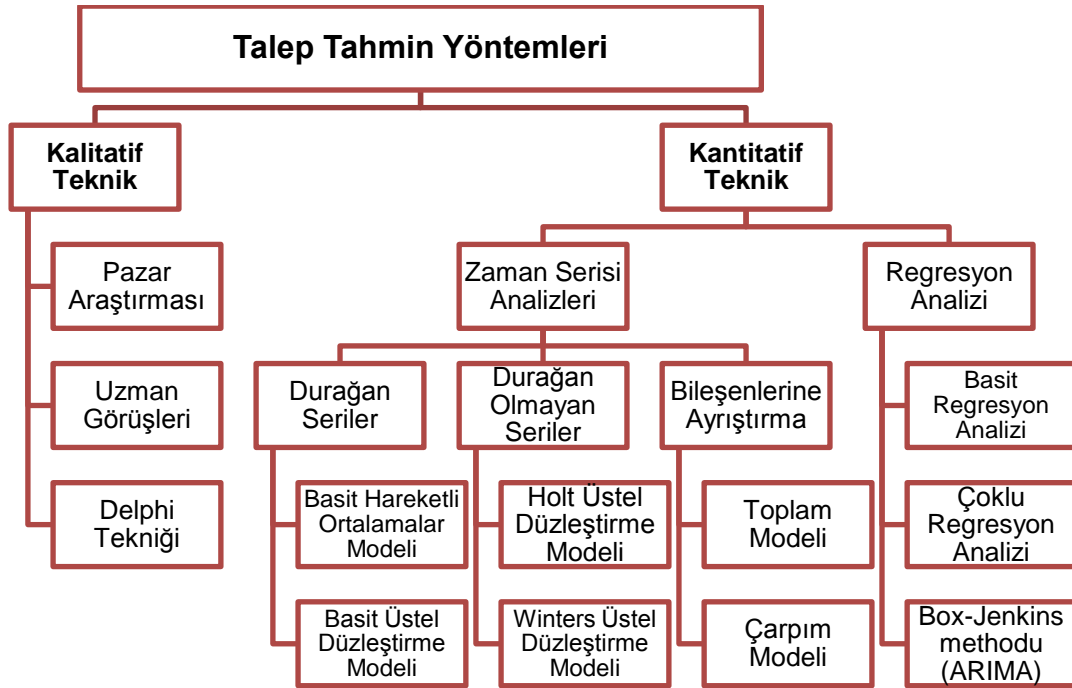 Talep Tahmin Yöntemleri
Kalitatif
Teknik
Kantitatif
Teknik
Pazar
Araştırması
Zaman Serisi
Analizleri
Regresyon
Analizi
Uzman
Görüşleri
Durağan
Seriler
Durağan
Olmayan
Seriler
Bileşenlerine
Ayrıştırma
Basit
Regresyon
Analizi
Delphi
Tekniği
Basit Hareketli
Ortalamalar
Modeli
Holt Üstel
Düzleştirme
Modeli
Toplam
Modeli
Çoklu
Regresyon
Analizi
Basit Üstel
Düzleştirme
Modeli
Winters Üstel
Düzleştirme
Modeli
Çarpım
Modeli
Box-Jenkins
methodu
(ARIMA)